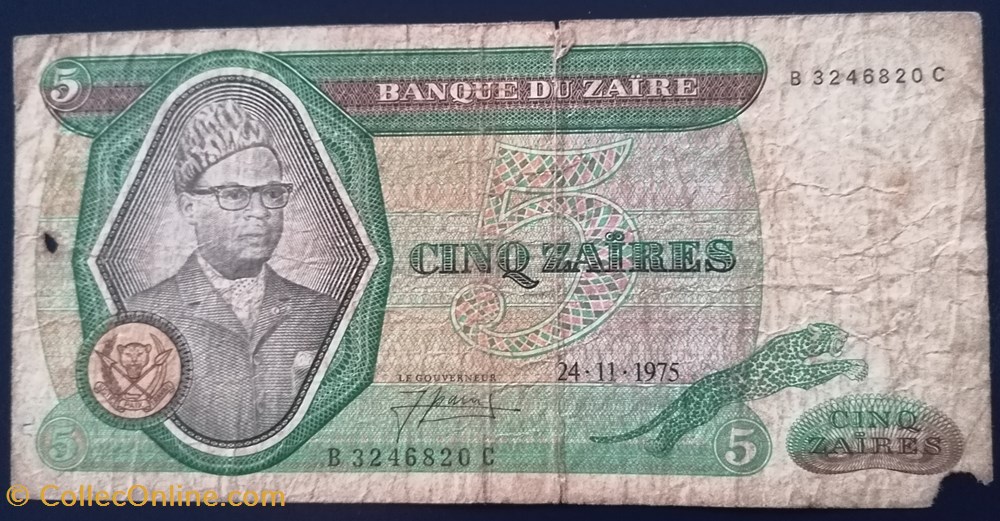 5
BANQUE DU ZAÏRE
B 3246820 C
5
CINQ ZAÏRES
LE GOUVERNEUR
24·11·1975
5
B 3246820 C
5
CINQ
ZAÏRES
© CollecOnline.com